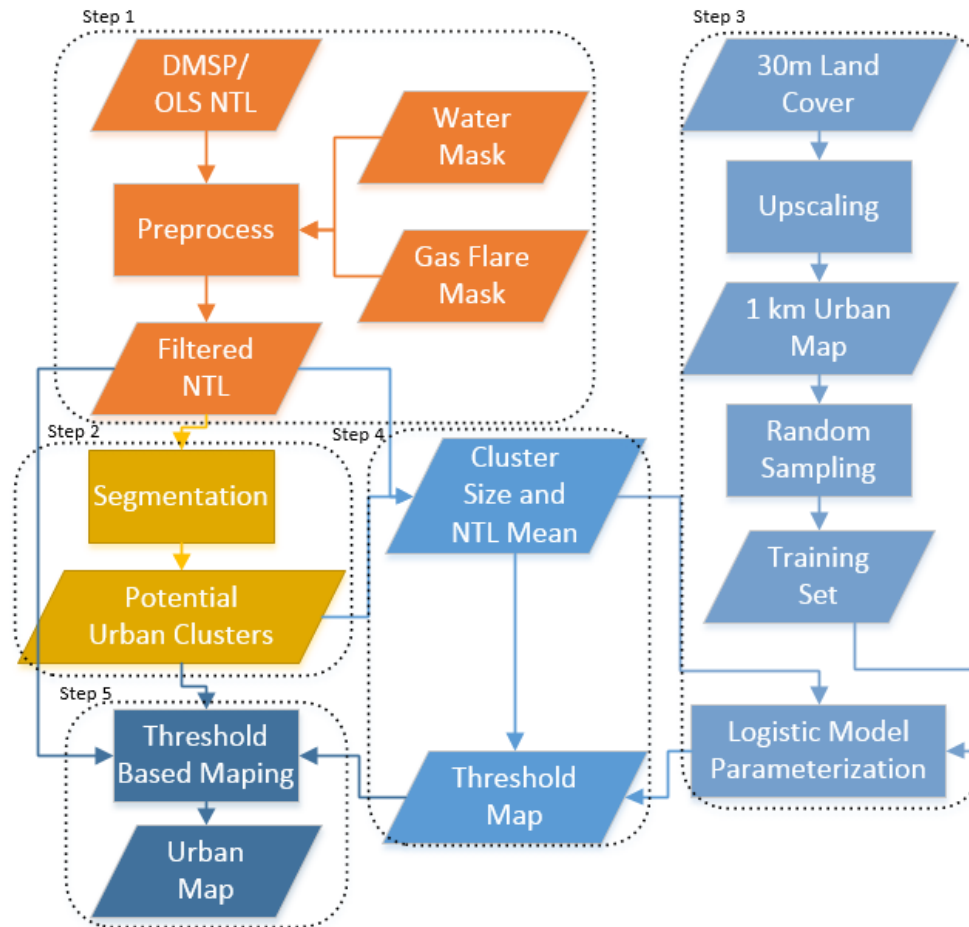 Step 1
DMSP/
OLS NTL
Water
Mask
Preprocess
Gas Flare
Mask
Filtered
NTL
Step 2
Segmentation
Potential
Urban Clusters
Step 3
30m Land
Cover
Upscaling
1 km Urban
Map
Random
Sampling
Training
Set
Logistic Model
Parameterization
Step 4
Cluster
Size and
NTL Mean
Threshold
Map
Step 5
Threshold
Based Maping
Urban
Map